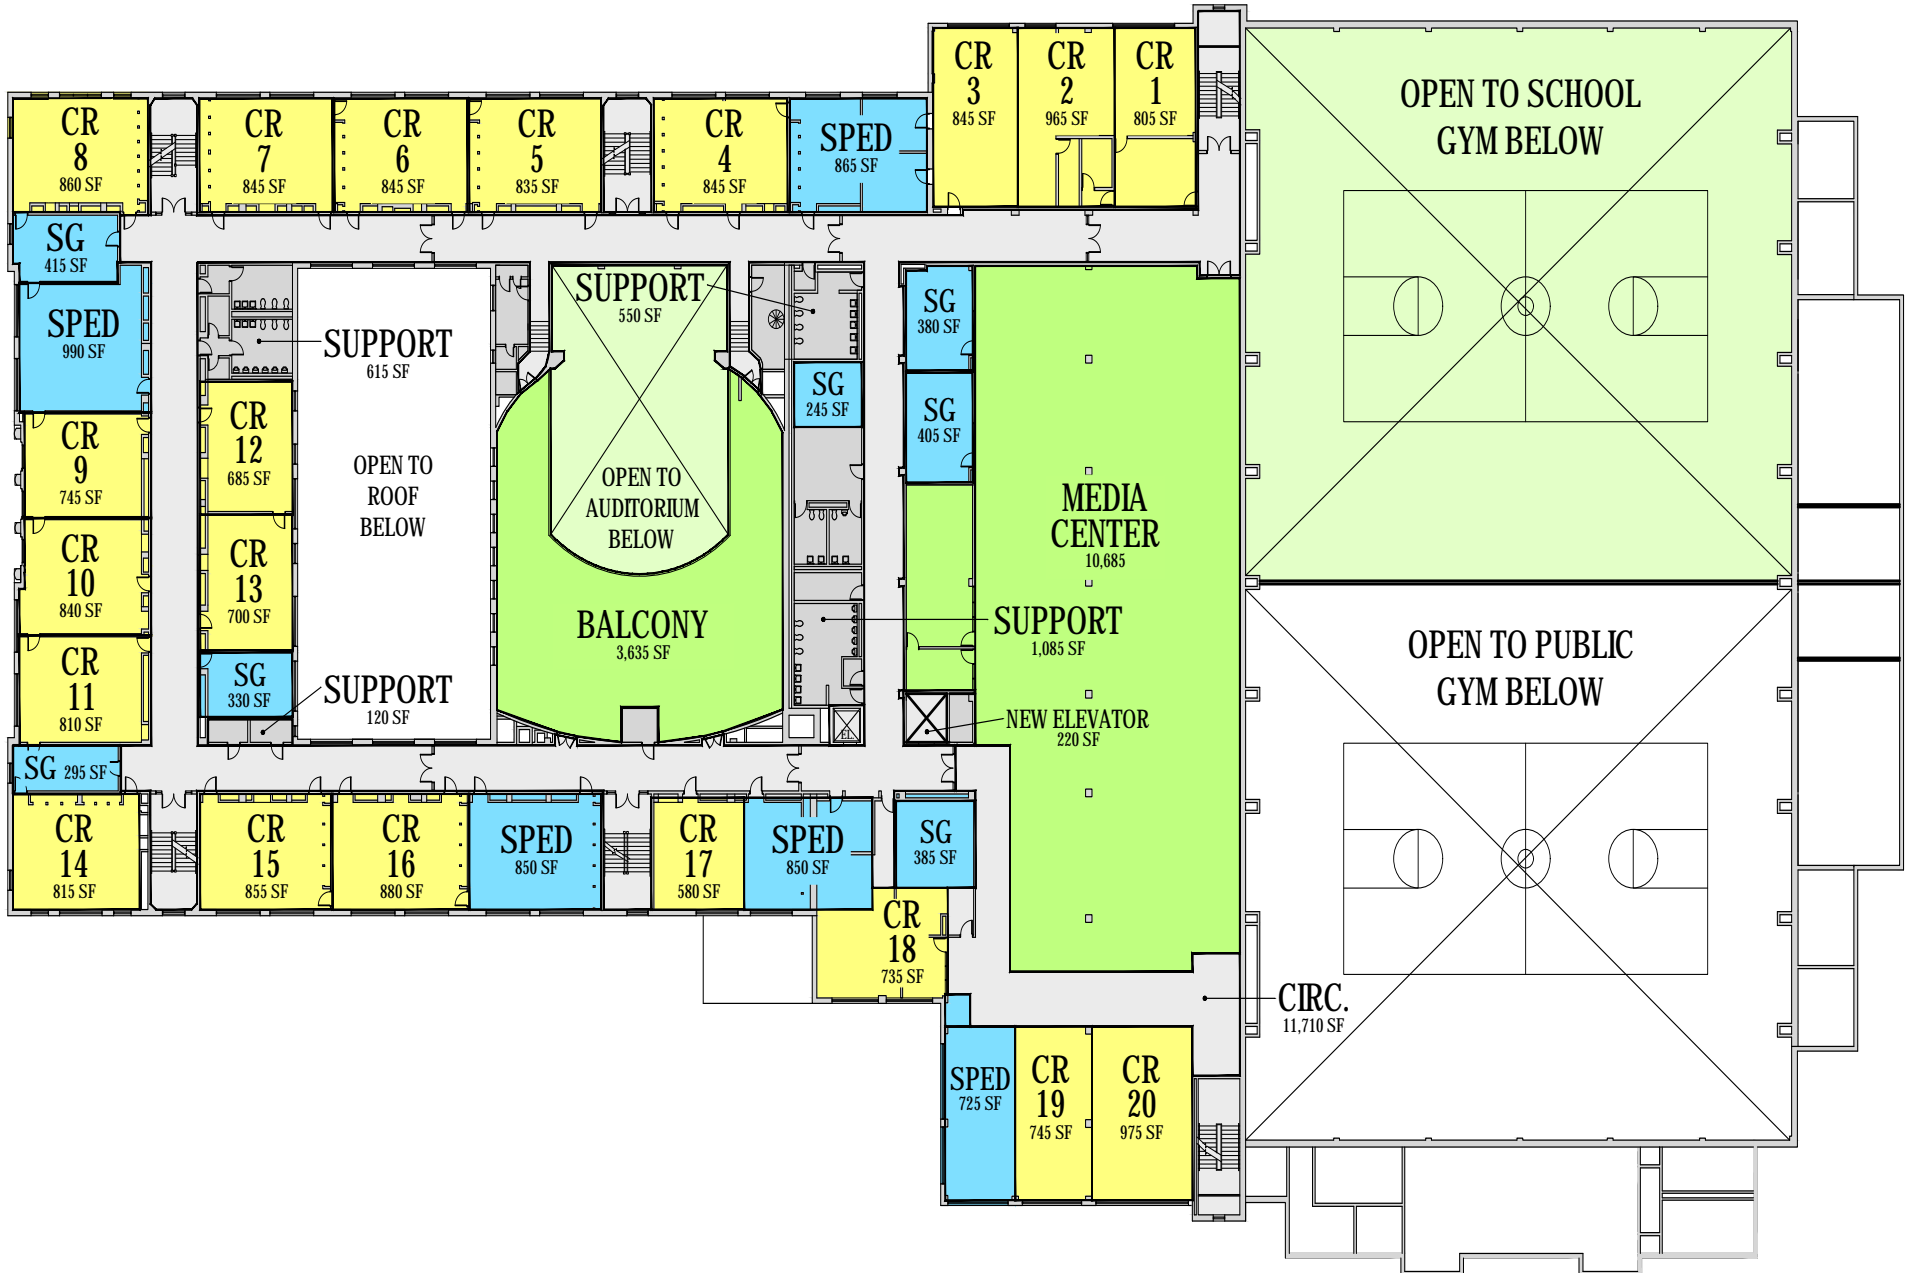 CR
3
845 SF
CR
2
965 SF
CR
1
805 SF
OPEN TO SCHOOL
GYM BELOW
CR
8
860 SF
CR
7
845 SF
CR
6
845 SF
CR
5
835 SF
CR
4
845 SF
SPED
865 SF
SG
415 SF
SPED
990 SF
SUPPORT
615 SF
SUPPORT
550 SF
SG
380 SF
SG
245 SF
SG
405 SF
CR
9
745 SF
CR
12
685 SF
OPEN TO
ROOF
BELOW
OPEN TO
AUDITORIUM
BELOW
MEDIA
CENTER
10,685
CR
10
840 SF
CR
13
700 SF
BALCONY
3,635 SF
SUPPORT
1,085 SF
OPEN TO PUBLIC
GYM BELOW
CR
11
810 SF
SG
330 SF
SUPPORT
120 SF
EL.
NEW ELEVATOR
220 SF
SG 295 SF
CR
14
815 SF
CR
15
855 SF
CR
16
880 SF
SPED
850 SF
CR
17
580 SF
SPED
850 SF
SG
385 SF
CR
18
735 SF
CIRC.
11,710 SF
SPED
725 SF
CR
19
745 SF
CR
20
975 SF